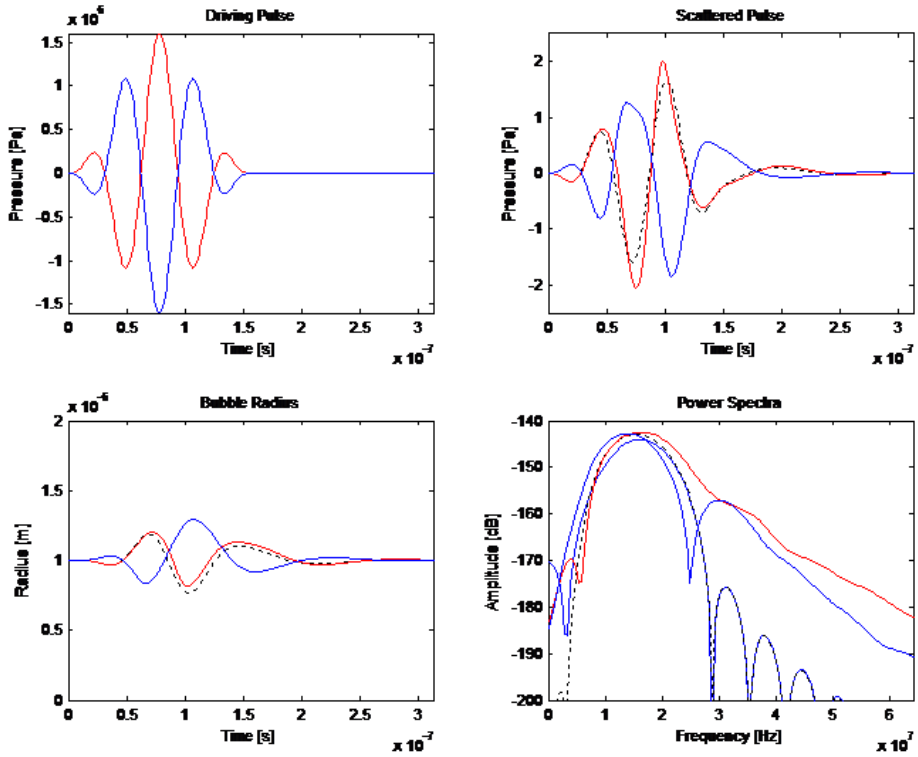 x 10^6
Driving Pulse
1.5
1
0.5
0
-0.5
-1
-1.5
Pressure [Pa]
0 0.5 1 1.5 2 2.5 3
Time [s]
x 10^-7
Scattered Pulse
2
1
0
-1
-2
Pressure [Pa]
0 0.5 1 1.5 2 2.5 3
Time [s]
x 10^-7
x 10^-6
Bubble Radius
2
1.5
1
0.5
0
Radius [m]
0 0.5 1 1.5 2 2.5 3
Time [s]
x 10^-7
Power Spectra
-140
-150
-160
-170
-180
-190
-200
Amplitude [dB]
0 1 2 3 4 5 6
Frequency [Hz]
x 10^7